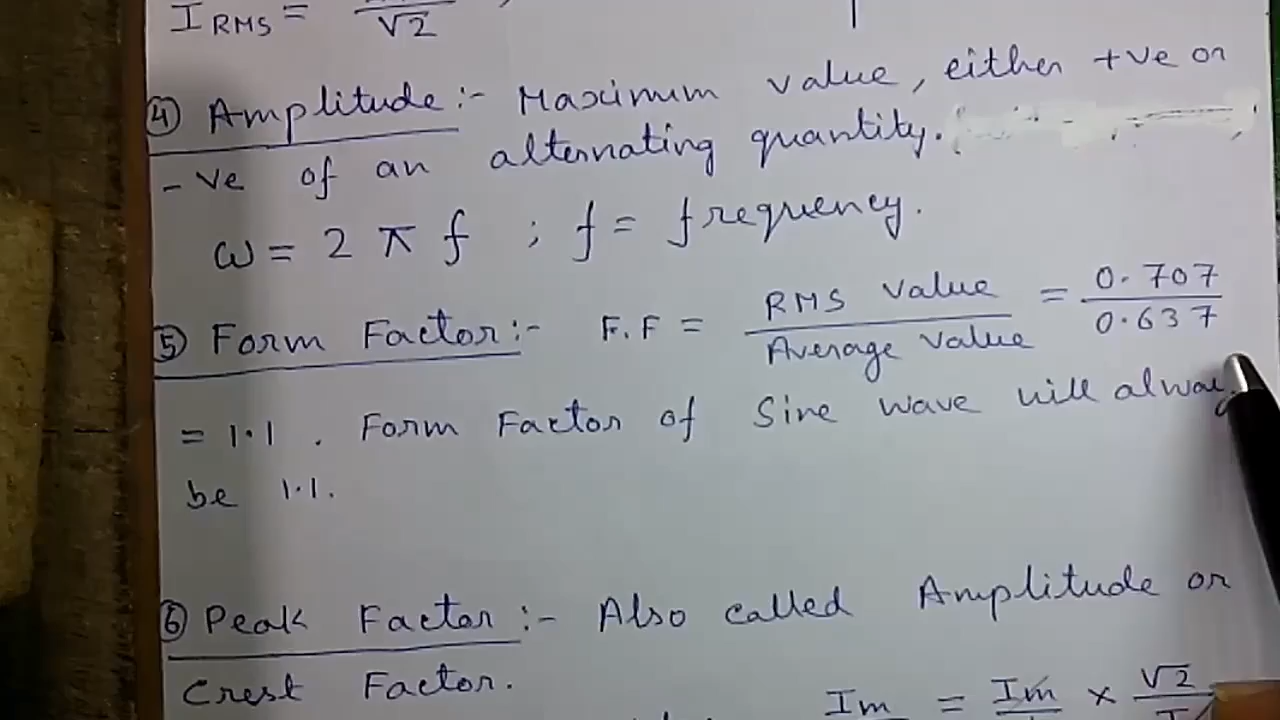 I RMS = √2
④ Amplitude :- Maximum value, either +ve or
-ve of an alternating quantity.
ω = 2 π f ; f = frequency.
⑤ Form Factor :- F.F = RMS value / Average value = 0.707 / 0.637
= 1.1 . Form Factor of Sine wave will always
be 1.1.
⑥ Peak Factor :- Also called Amplitude or
Crest Factor.
Im = Im × √2